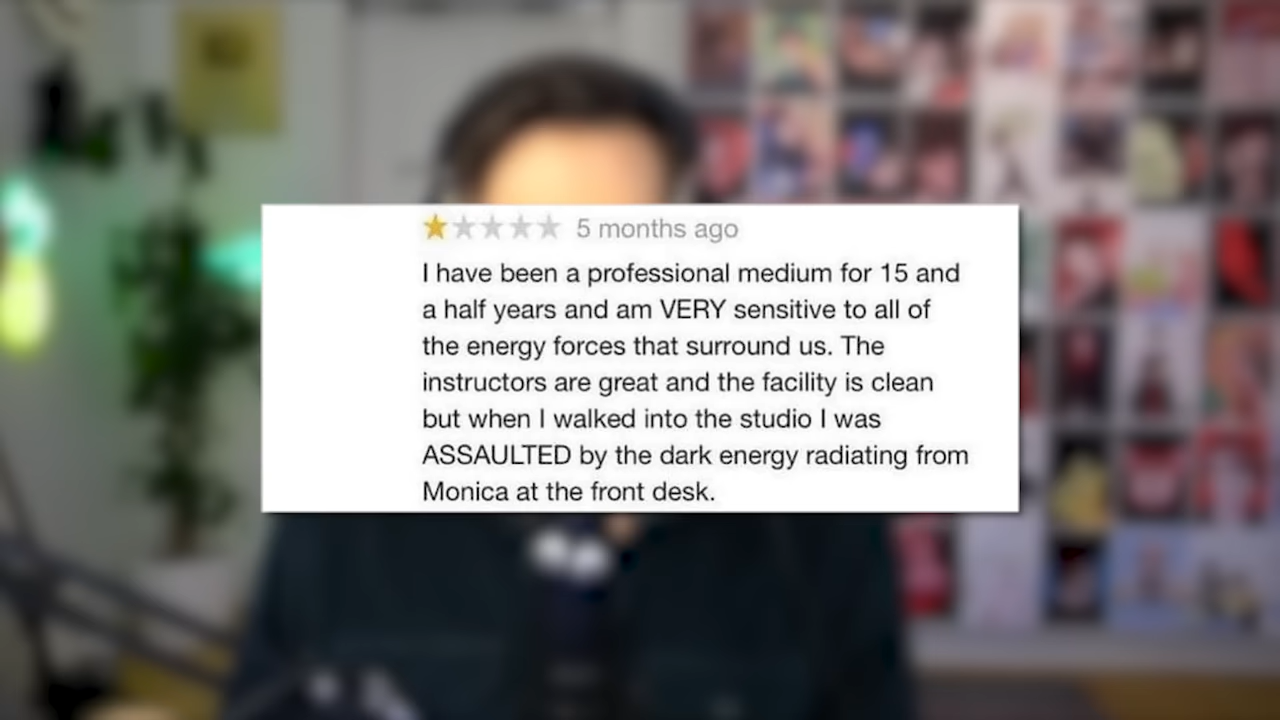 5 months ago
I have been a professional medium for 15 and
a half years and am VERY sensitive to all of
the energy forces that surround us. The
instructors are great and the facility is clean
but when I walked into the studio I was
ASSAULTED by the dark energy radiating from
Monica at the front desk.